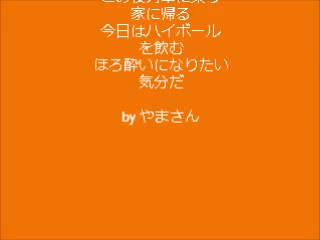 家に帰る
今日はハイボール
を飲む
ほろ酔いになりたい
気分だ
by やまさん